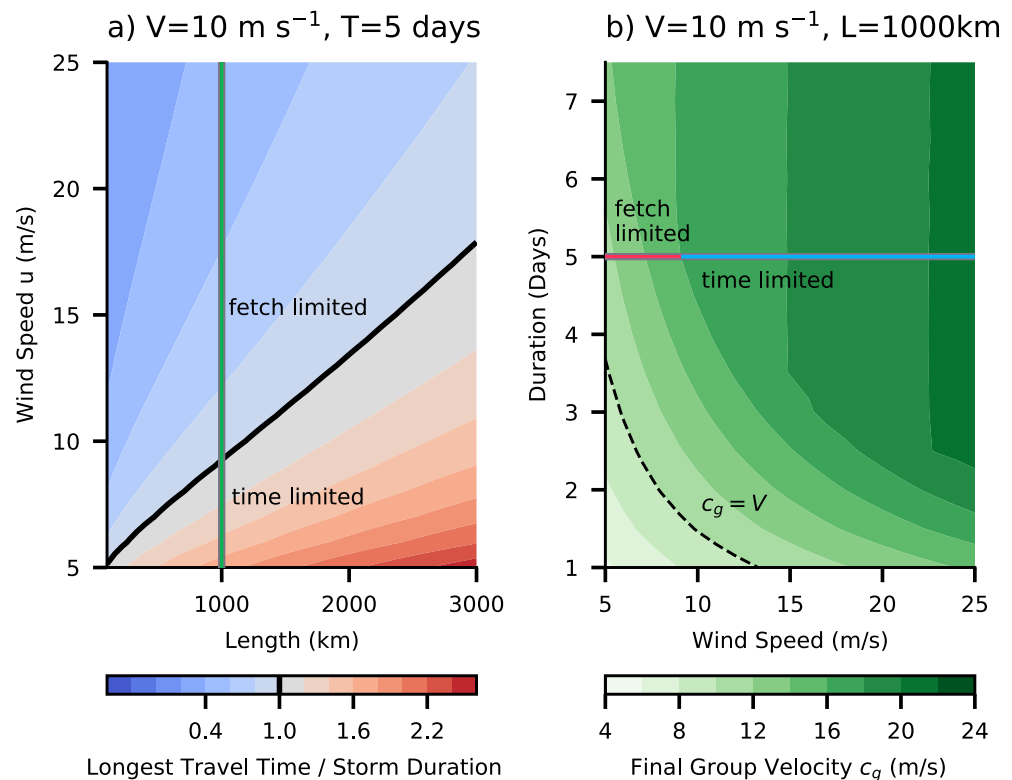 a) V=10 m s⁻¹, T=5 days
Wind Speed u (m/s)
25
20
15
10
5
fetch limited
time limited
1000
2000
3000
Length (km)
0.4
1.0
1.6
2.2
Longest Travel Time / Storm Duration
b) V=10 m s⁻¹, L=1000km
Duration (Days)
7
6
5
4
3
2
1
fetch
limited
time limited
c_g = V
5
10
15
20
25
Wind Speed (m/s)
4
8
12
16
20
24
Final Group Velocity c_g (m/s)